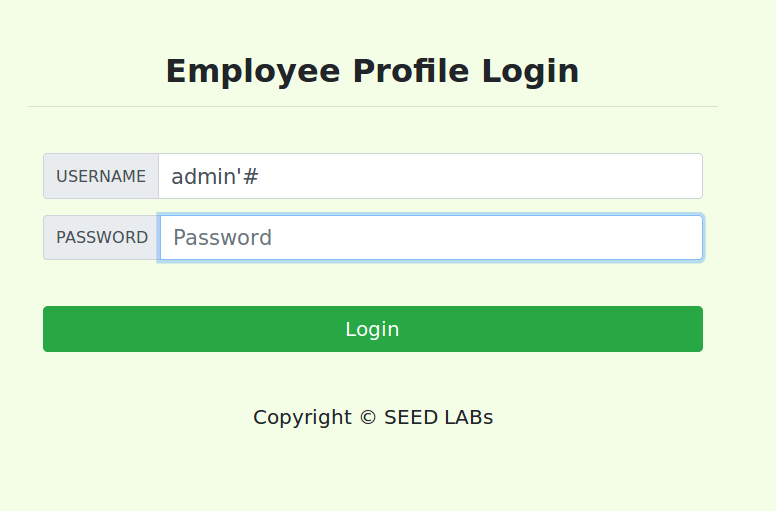 Employee Profile Login
USERNAME admin'#
PASSWORD Password
Login
Copyright © SEED LABs